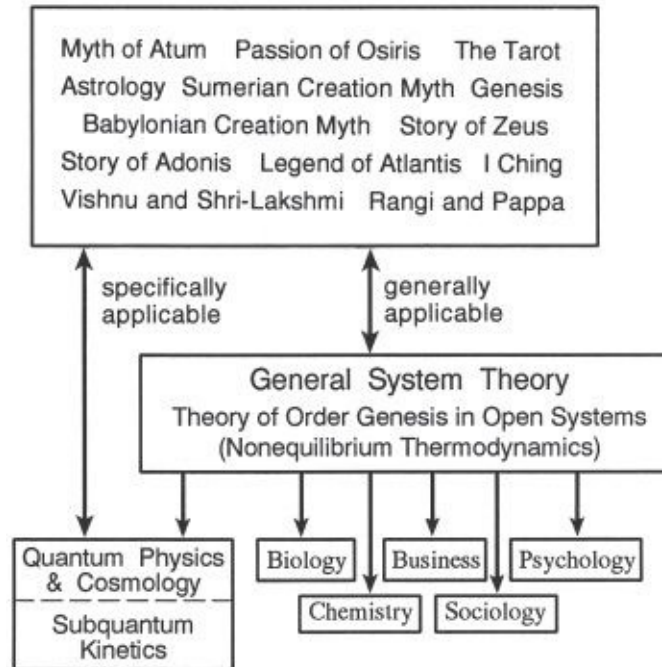 Myth of Atum Passion of Osiris The Tarot
Astrology Sumerian Creation Myth Genesis
Babylonian Creation Myth Story of Zeus
Story of Adonis Legend of Atlantis I Ching
Vishnu and Shri-Lakshmi Rangi and Pappa
specifically
applicable
generally
applicable
General System Theory
Theory of Order Genesis in Open Systems
(Nonequilibrium Thermodynamics)
Quantum Physics
& Cosmology
Subquantum
Kinetics
Biology
Business
Psychology
Chemistry
Sociology